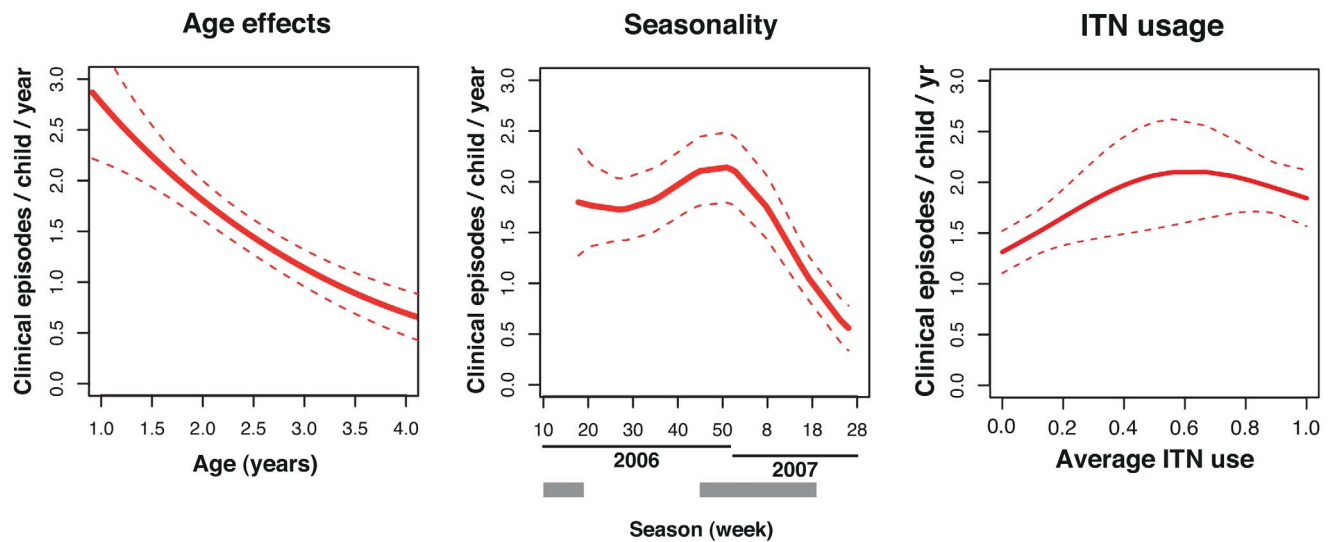 Age effects
Clinical episodes / child / year
3.0
2.5
2.0
1.5
1.0
0.5
0.0
1.0 1.5 2.0 2.5 3.0 3.5 4.0
Age (years)
Seasonality
Clinical episodes / child / year
3.0
2.5
2.0
1.5
1.0
0.5
0.0
10 20 30 40 50 8 18 28
2006
2007
Season (week)
ITN usage
Clinical episodes / child / yr
3.0
2.5
2.0
1.5
1.0
0.5
0.0
0.0 0.2 0.4 0.6 0.8 1.0
Average ITN use